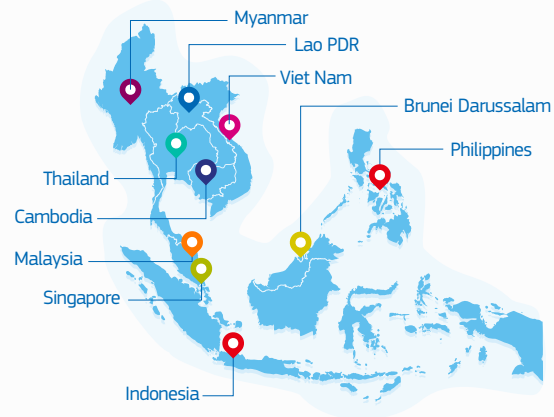 Myanmar
Lao PDR
Viet Nam
Brunei Darussalam
Philippines
Thailand
Cambodia
Malaysia
Singapore
Indonesia